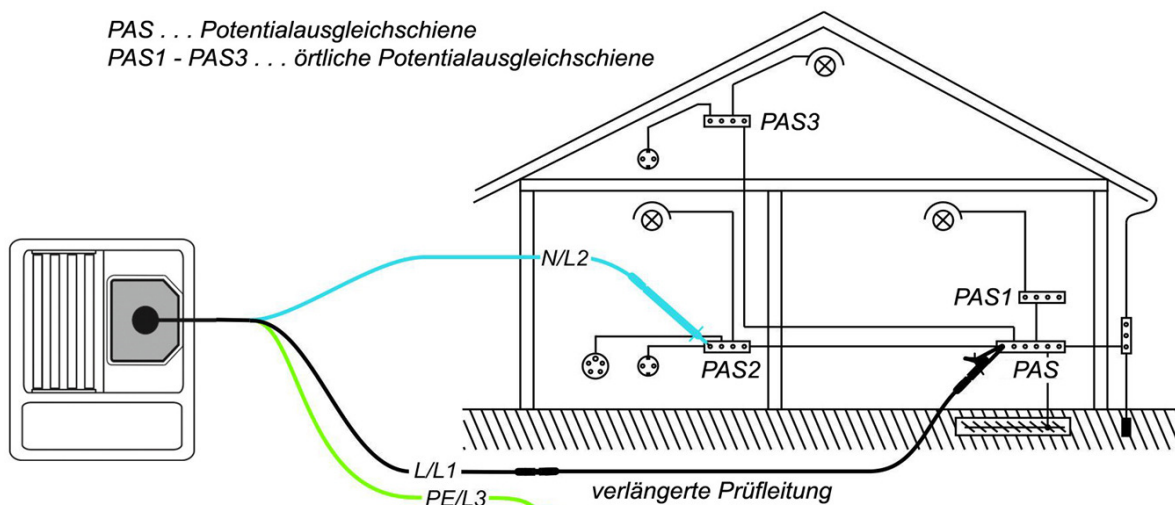 PAS . . . Potentialausgleichschiene
PAS1 - PAS3 . . . örtliche Potentialausgleichschiene
PAS3
N/L2
PAS1
PAS2
PAS
L/L1
verlängerte Prüfleitung
PE/L3